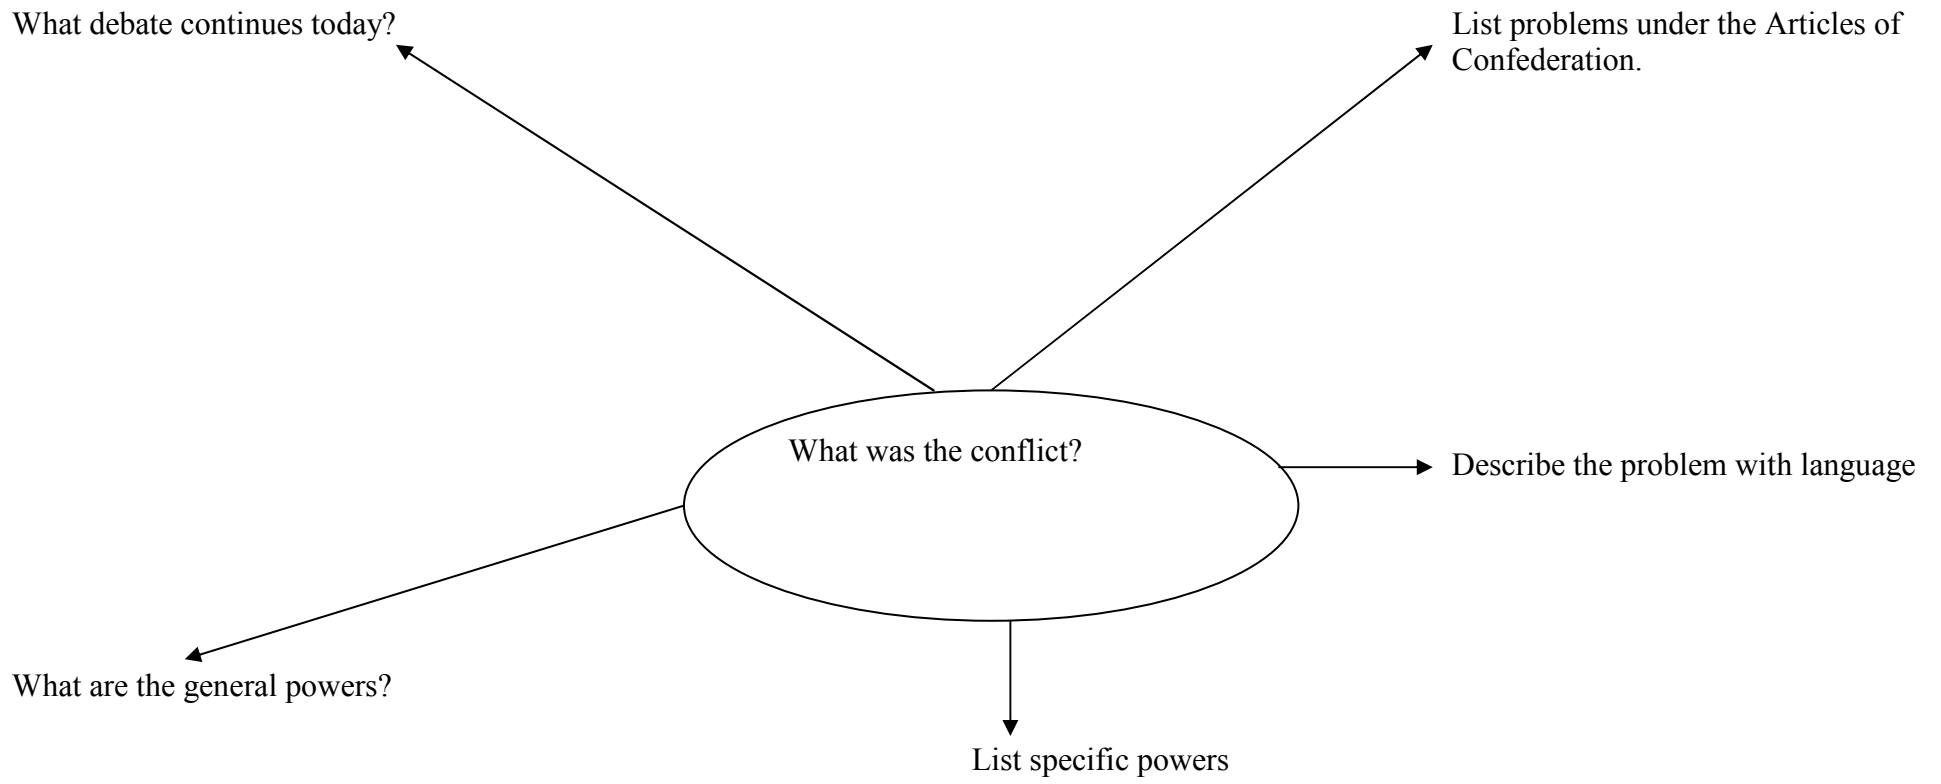 What debate continues today?
List problems under the Articles of
Confederation.
What was the conflict?
Describe the problem with language
What are the general powers?
List specific powers